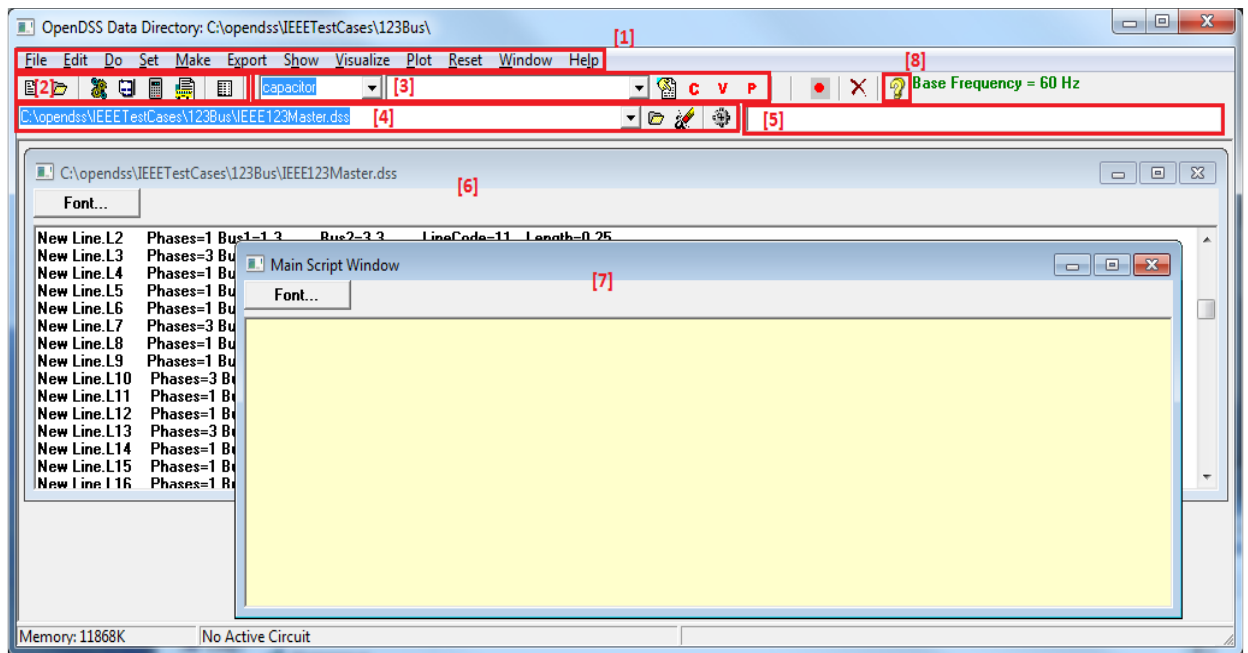 OpenDSS Data Directory: C:\opendss\IEEETestCases\123Bus\
[1]
File Edit Do Set Make Export Show Visualize Plot Reset Window Help
[8]
[2] capacitor [3] C V P Base Frequency = 60 Hz
C:\opendss\IEEETestCases\123Bus\IEEE123Master.dss [4] [5]
C:\opendss\IEEETestCases\123Bus\IEEE123Master.dss
[6]
Font...
New Line.L2 Phases=1 Bus1=1.3 Bus2=3.3 LineCode=11 Length=0.25
New Line.L3 Phases=3 Bu
New Line.L4 Phases=1 Bu
New Line.L5 Phases=1 Bu
New Line.L6 Phases=1 Bu
New Line.L7 Phases=3 Bu
New Line.L8 Phases=1 Bu
New Line.L9 Phases=1 Bu
New Line.L10 Phases=3 Bu
New Line.L11 Phases=1 Bu
New Line.L12 Phases=1 Bu
New Line.L13 Phases=3 Bu
New Line.L14 Phases=1 Bu
New Line.L15 Phases=1 Bu
New Line.L16 Phases=1 Bu
Main Script Window
[7]
Font...
Memory: 11868K No Active Circuit